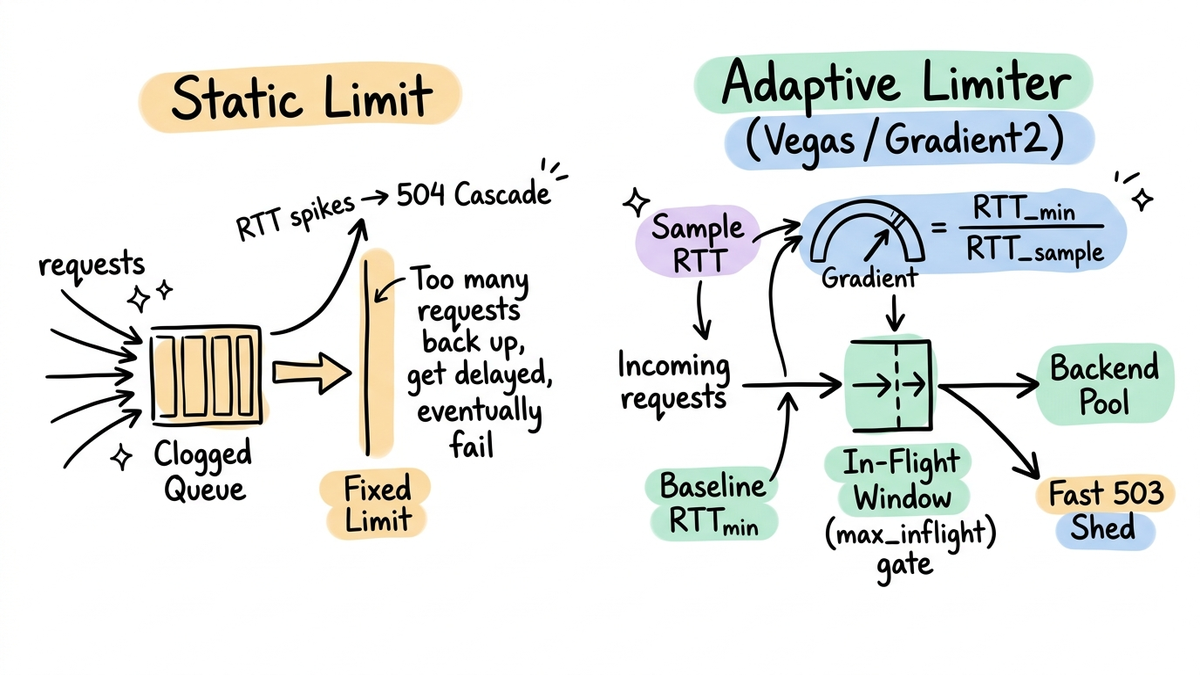 Static Limit
RTT spikes → 504 Cascade
requests
Too many
requests
back up,
get delayed,
eventually
fail
Clogged
Queue
Fixed
Limit
Adaptive Limiter
(Vegas / Gradient2)
Sample
RTT
Gradient
= RTT_min
RTT_sample
Incoming
requests
Backend
Pool
Baseline
RTTmin
In-Flight
Window
(max_inflight)
gate
Fast 503
Shed